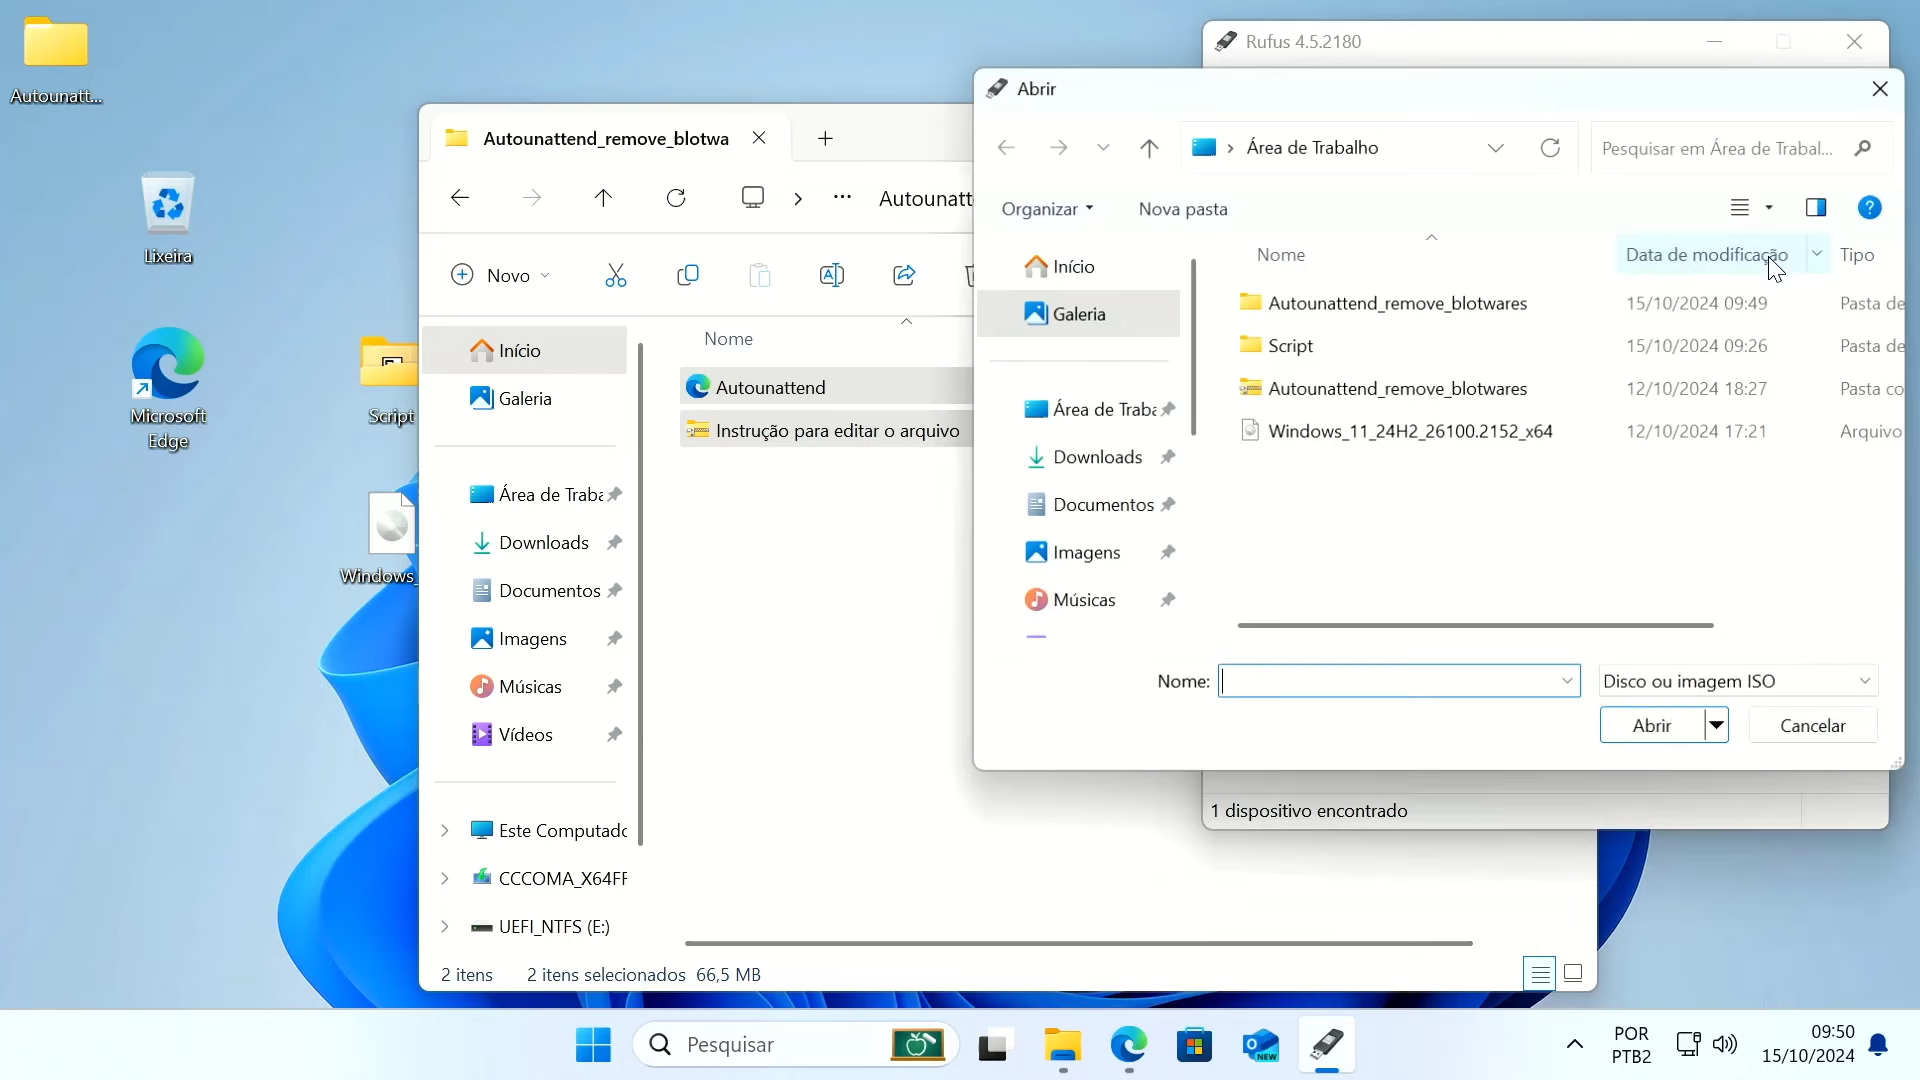 Autounatt...
Lixeira
Microsoft
Edge
Script
Windows_
Autounattend_remove_blotwa
Autounatt
Novo
Início
Galeria
Área de Traba
Downloads
Documentos
Imagens
Músicas
Vídeos
Este Computado
CCCOMA_X64FF
UEFI_NTFS (E:)
Nome
Autounattend
Instrução para editar o arquivo
2 itens
2 itens selecionados 66,5 MB
Rufus 4.5.2180
Abrir
Área de Trabalho
Pesquisar em Área de Trabal...
Organizar
Nova pasta
Início
Galeria
Área de Traba
Downloads
Documentos
Imagens
Músicas
Nome
Data de modificação
Tipo
Autounattend_remove_blotwares 15/10/2024 09:49 Pasta de
Script 15/10/2024 09:26 Pasta de
Autounattend_remove_blotwares 12/10/2024 18:27 Pasta co
Windows_11_24H2_26100.2152_x64 12/10/2024 17:21 Arquivo
Nome:
Disco ou imagem ISO
Abrir
Cancelar
1 dispositivo encontrado
Pesquisar
NEW
POR
PTB2
09:50
15/10/2024